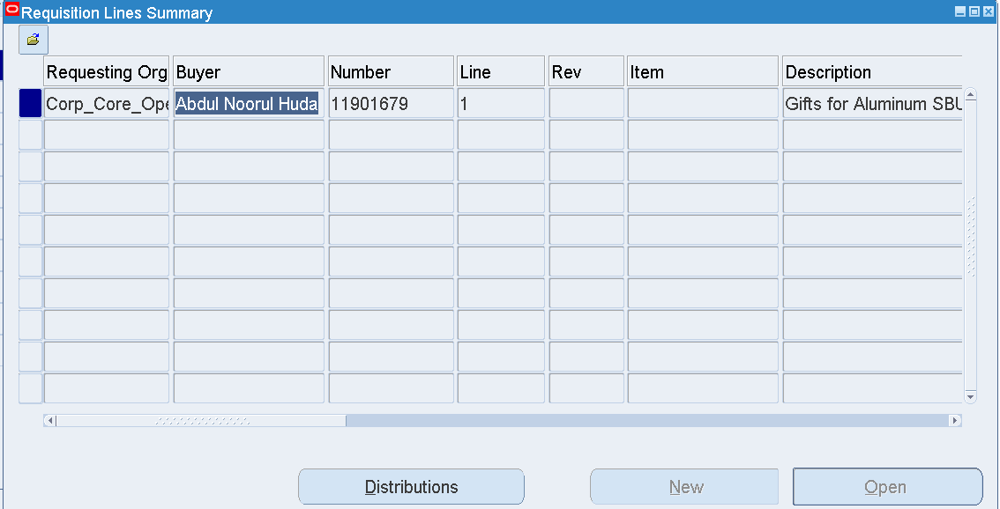 Requisition Lines Summary
Requesting Org Buyer Number Line Rev Item Description
Corp_Core_Ope Abdul Noorul Huda 11901679 1 Gifts for Aluminum SBU
Distributions New Open